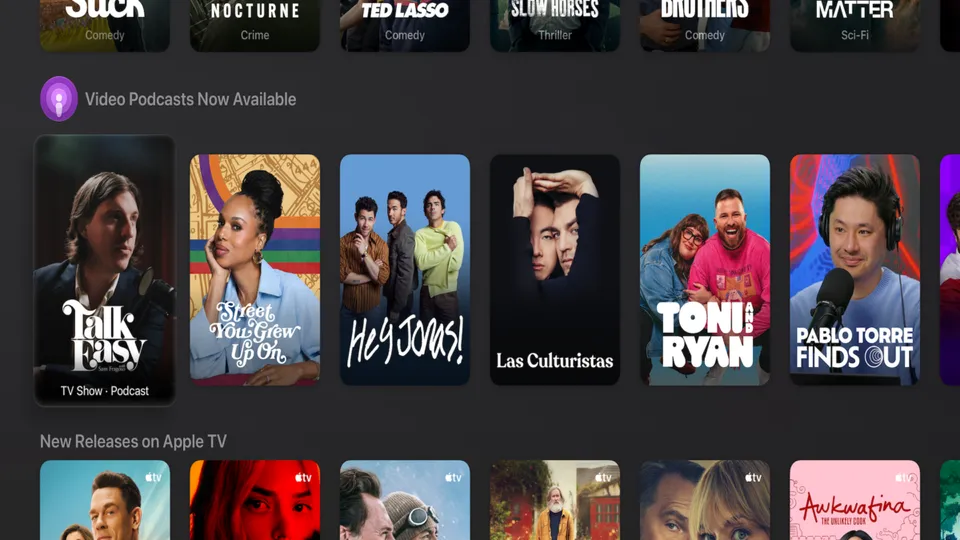 NOCTURNE
TED LASSO
SLOW HORSES
BROTHERS
MATTER
Comedy
Crime
Comedy
Thriller
Comedy
Sci-Fi
Video Podcasts Now Available
Talk
Easy
TV Show · Podcast
Street
You Grew
Up On
Hey Jonas!
Las Culturistas
TONI AND
RYAN
PABLO TORRE
FINDS OUT
New Releases on Apple TV
tv
tv
tv
tv
tv
AWKWAFINA
THE UNLIKELY COOK